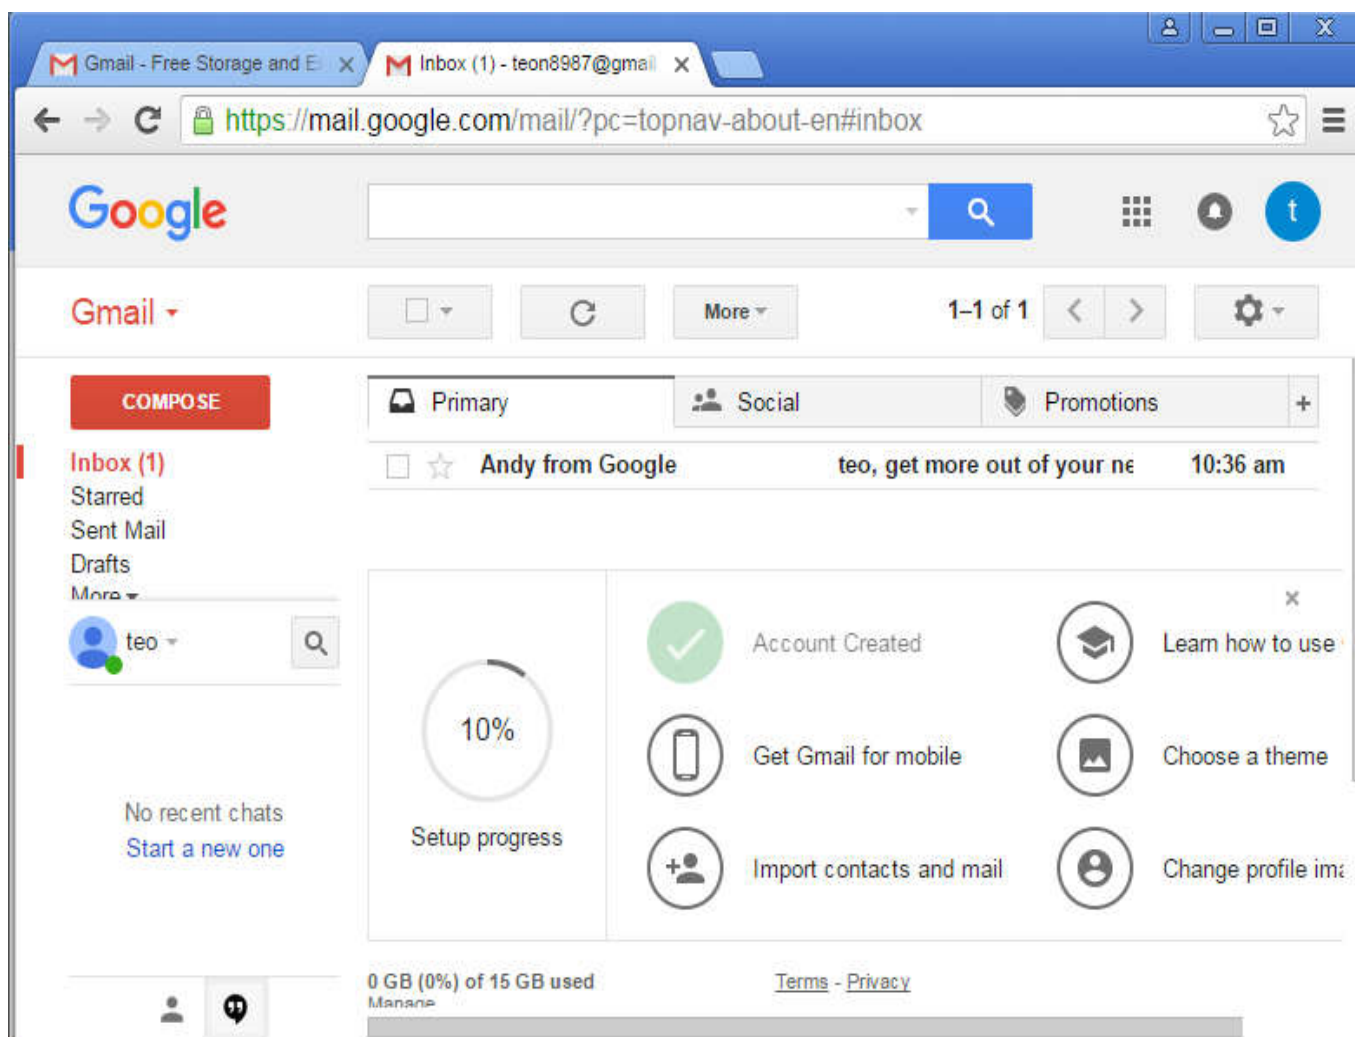 Gmail - Free Storage and E
Inbox (1) - teon8987@gmail
https://mail.google.com/mail/?pc=topnav-about-en#inbox
Google
t
Gmail
More
1–1 of 1
COMPOSE
Primary
Social
Promotions
+
Inbox (1)
Andy from Google
teo, get more out of your ne
10:36 am
Starred
Sent Mail
Drafts
More
teo
Account Created
Learn how to use
10%
Get Gmail for mobile
Choose a theme
Setup progress
Import contacts and mail
Change profile ima
No recent chats
Start a new one
0 GB (0%) of 15 GB used
Manage
Terms - Privacy